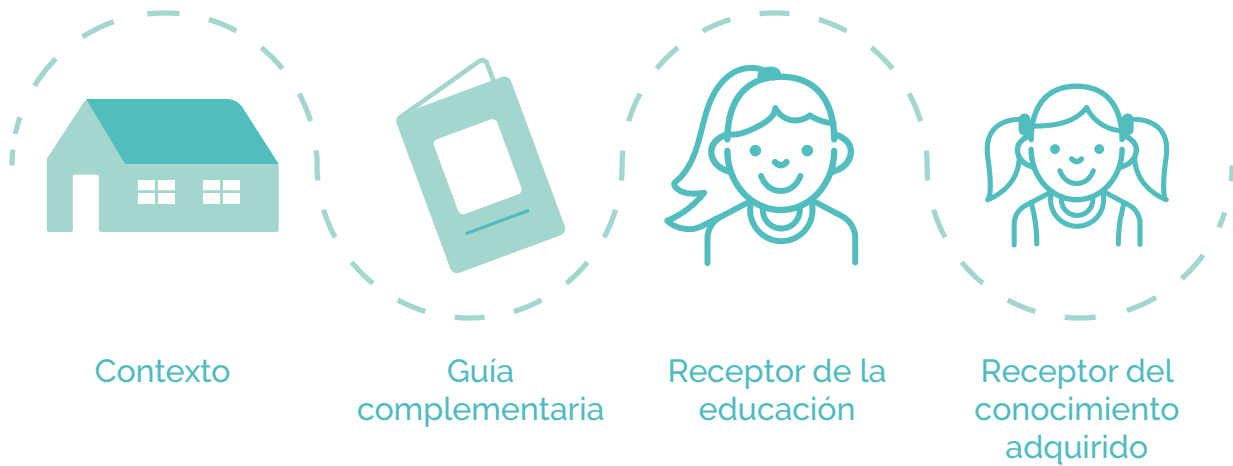 Contexto
Guía
complementaria
Receptor de la
educación
Receptor del
conocimiento
adquirido